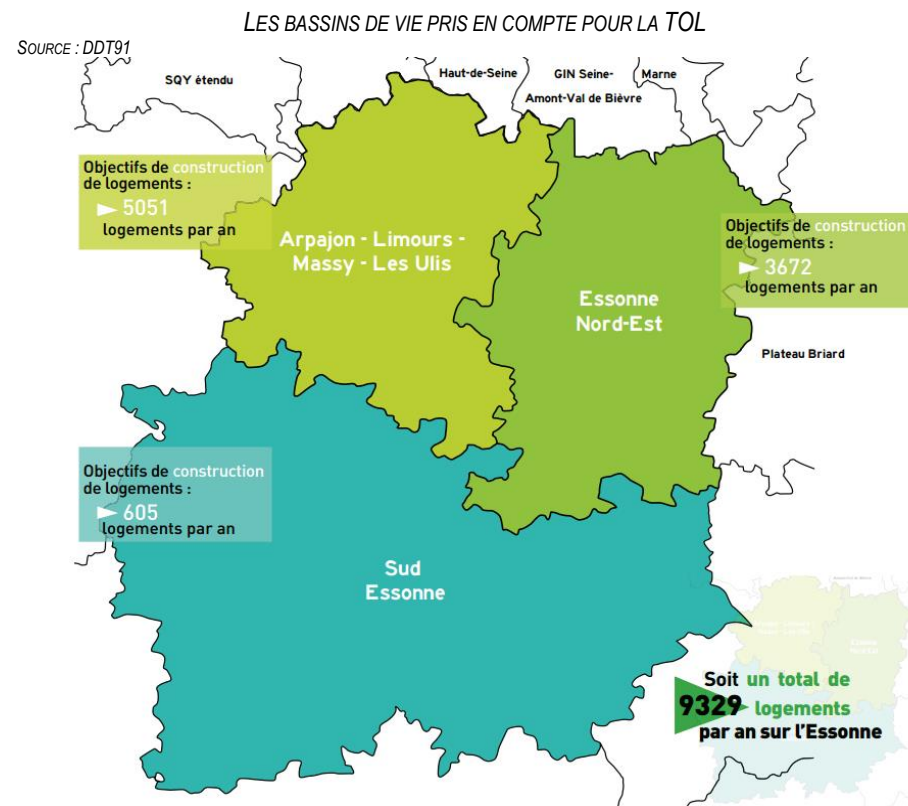 LES BASSINS DE VIE PRIS EN COMPTE POUR LA TOL
SOURCE : DDT91
SQY étendu
Haut-de-Seine
GIN Seine-
Amont-Val de Bièvre
Marne
Objectifs de construction
de logements :
5051
logements par an
Arpajon - Limours -
Massy - Les Ulis
Objectifs de construction
de logements :
3672
logements par an
Essonne
Nord-Est
Plateau Briard
Objectifs de construction
de logements :
605
logements par an
Sud
Essonne
Soit un total de
9329 logements
par an sur l'Essonne